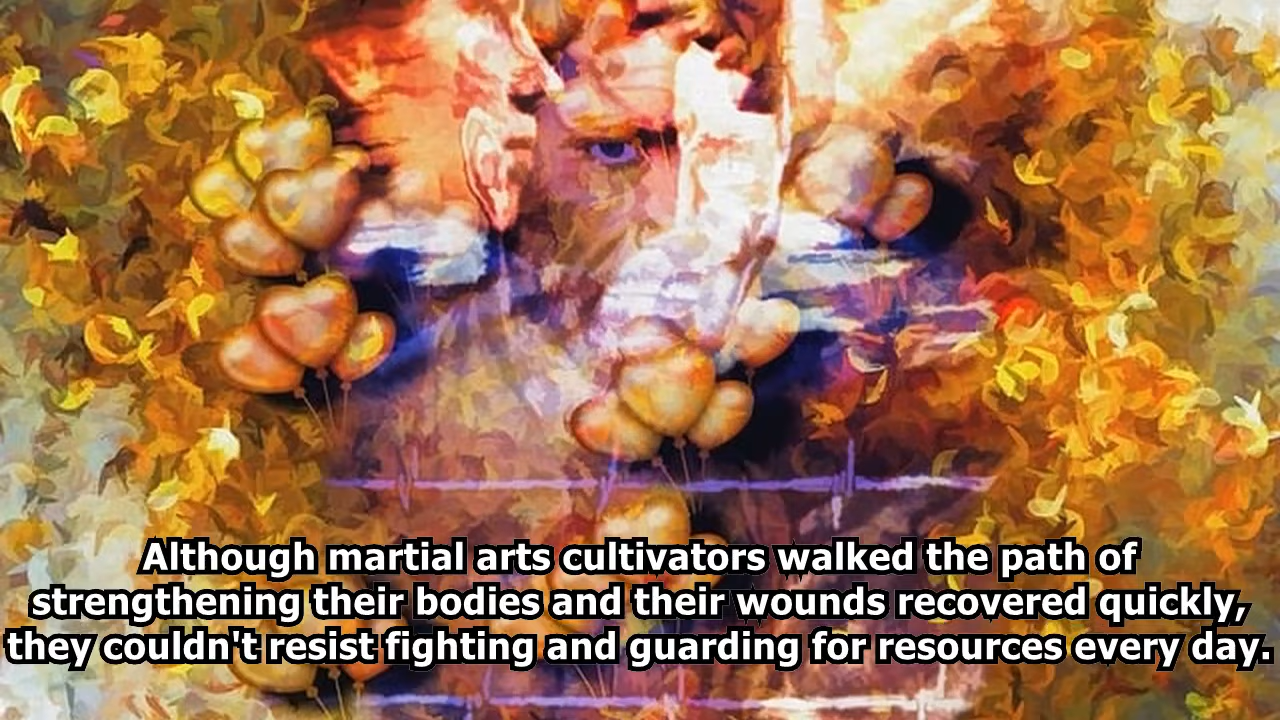 Although martial arts cultivators walked the path of
strengthening their bodies and their wounds recovered quickly,
they couldn't resist fighting and guarding for resources every day.